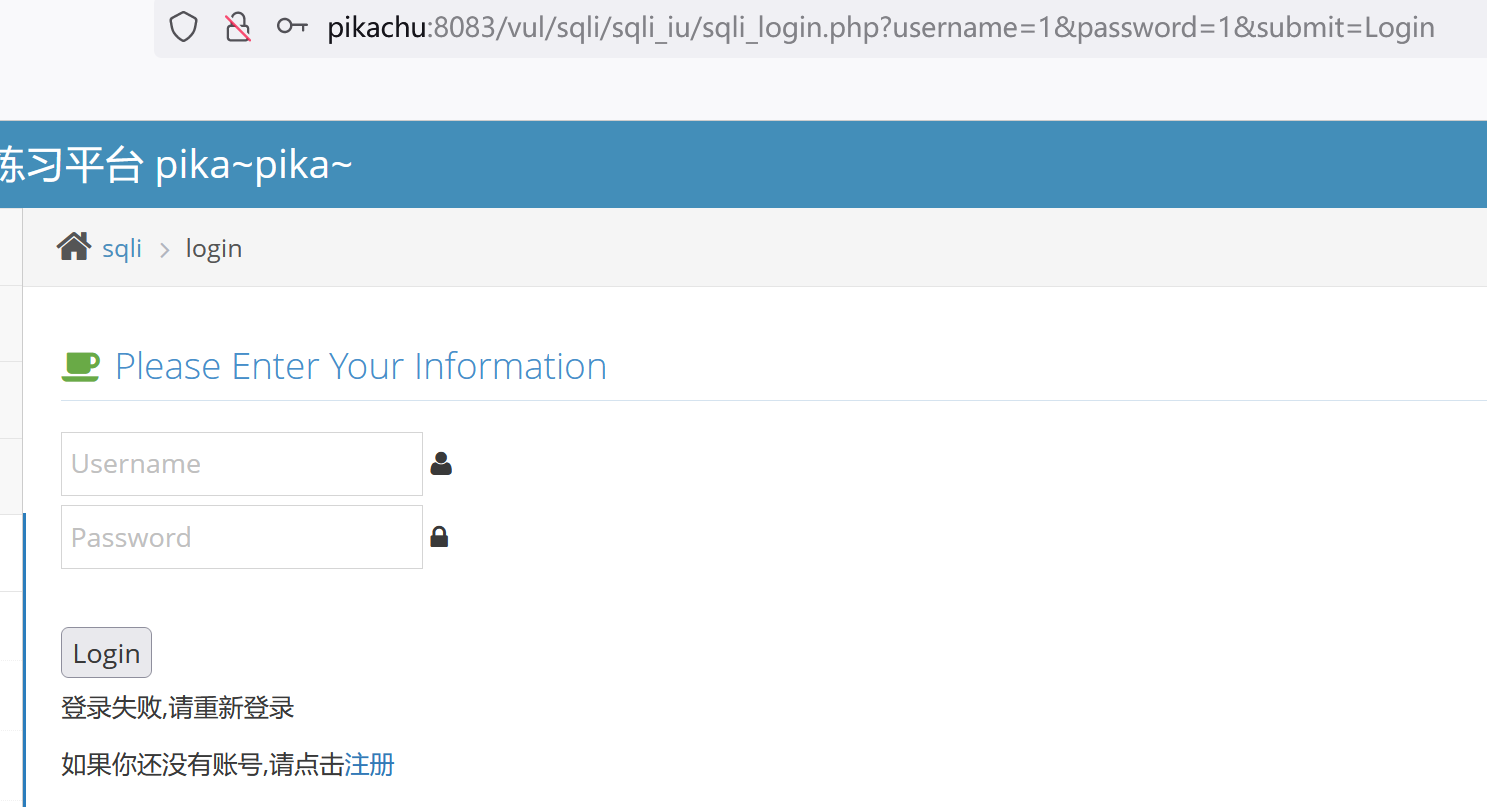 pikachu:8083/vul/sqli/sqli_iu/sqli_login.php?username=1&password=1&submit=Login
练习平台 pika~pika~
sqli > login
Please Enter Your Information
Username
Password
Login
登录失败,请重新登录
如果你还没有账号,请点击注册